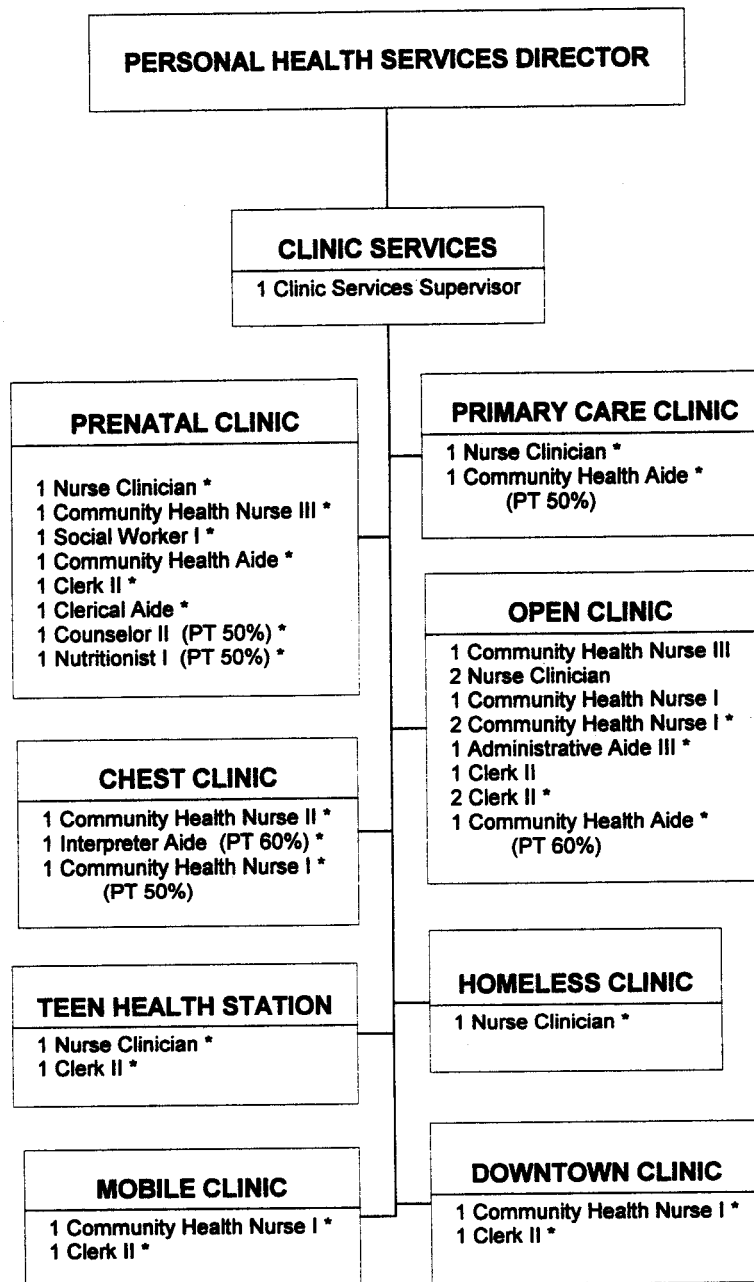 PERSONAL HEALTH SERVICES DIRECTOR
CLINIC SERVICES
1 Clinic Services Supervisor
PRENATAL CLINIC
1 Nurse Clinician *
1 Community Health Nurse III *
1 Social Worker I *
1 Community Health Aide *
1 Clerk II *
1 Clerical Aide *
1 Counselor II (PT 50%) *
1 Nutritionist I (PT 50%) *
PRIMARY CARE CLINIC
1 Nurse Clinician *
1 Community Health Aide *
(PT 50%)
OPEN CLINIC
1 Community Health Nurse III
2 Nurse Clinician
1 Community Health Nurse I
2 Community Health Nurse I *
1 Administrative Aide III *
1 Clerk II
2 Clerk II *
1 Community Health Aide *
(PT 60%)
CHEST CLINIC
1 Community Health Nurse II *
1 Interpreter Aide (PT 60%) *
1 Community Health Nurse I *
(PT 50%)
HOMELESS CLINIC
1 Nurse Clinician *
TEEN HEALTH STATION
1 Nurse Clinician *
1 Clerk II *
MOBILE CLINIC
1 Community Health Nurse I *
1 Clerk II *
DOWNTOWN CLINIC
1 Community Health Nurse I *
1 Clerk II *